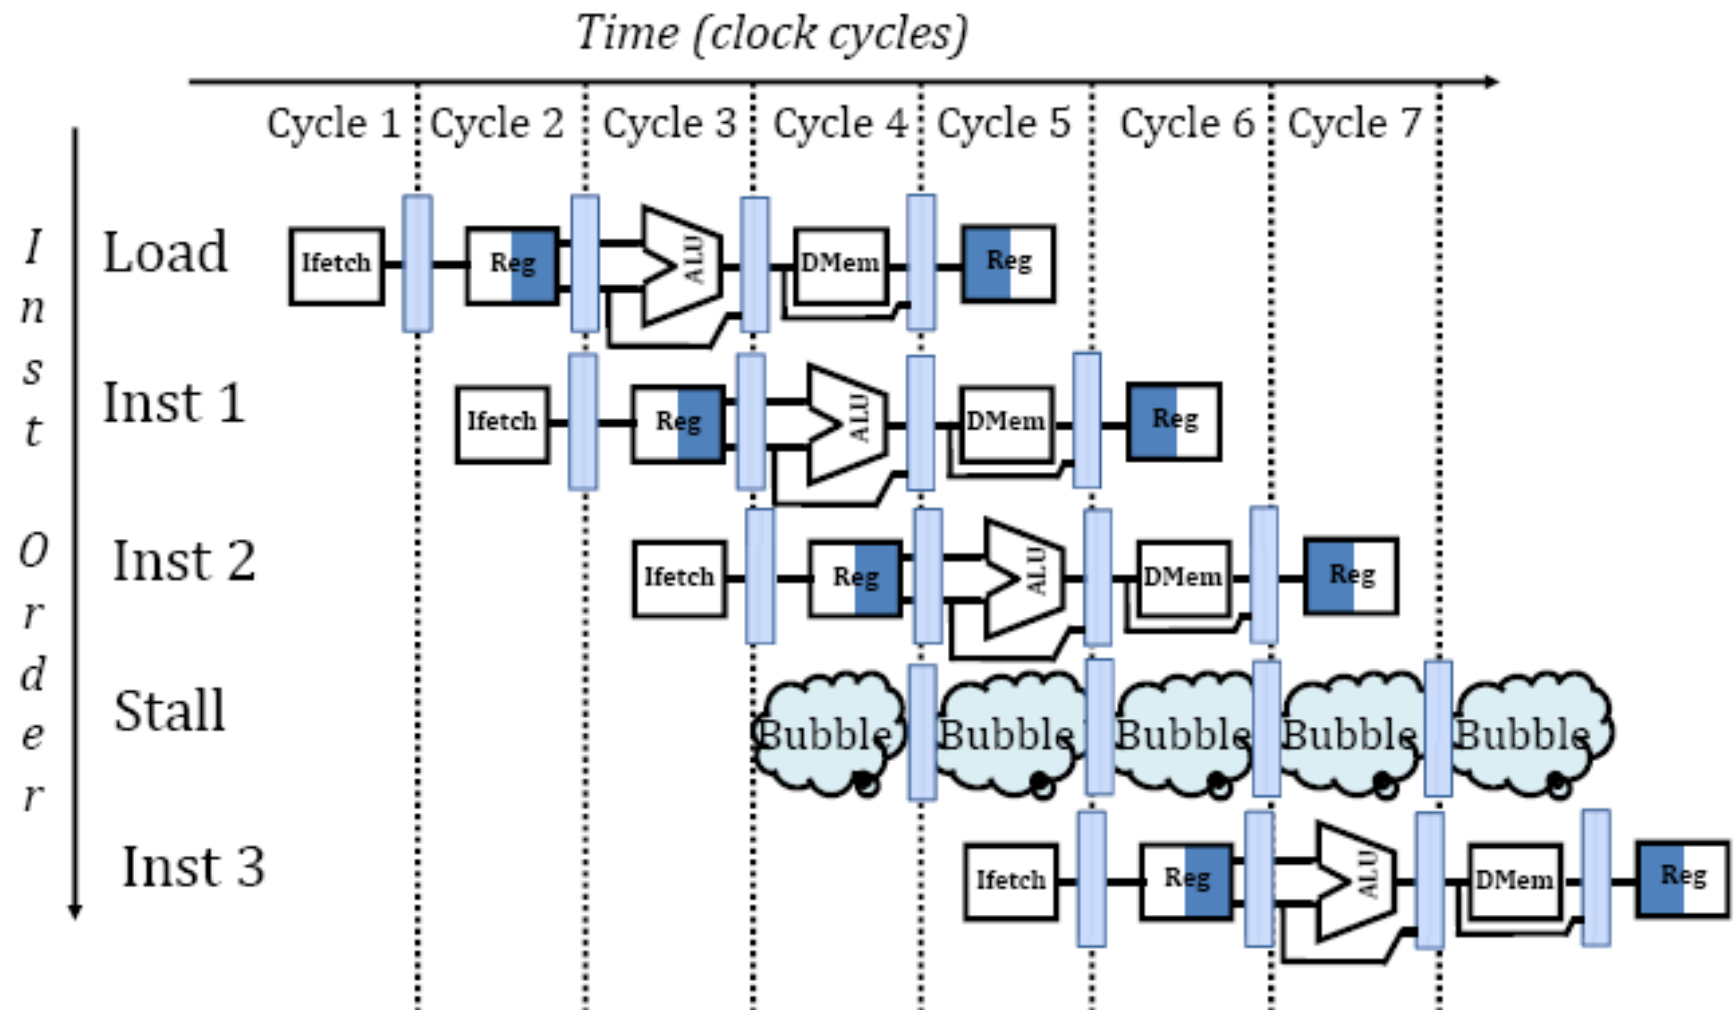 Time (clock cycles)
Cycle 1 Cycle 2 Cycle 3 Cycle 4 Cycle 5 Cycle 6 Cycle 7
Inst Order
Load Ifetch Reg ALU DMem Reg
Inst 1 Ifetch Reg ALU DMem Reg
Inst 2 Ifetch Reg ALU DMem Reg
Stall Bubble Bubble Bubble Bubble Bubble
Inst 3 Ifetch Reg ALU DMem Reg